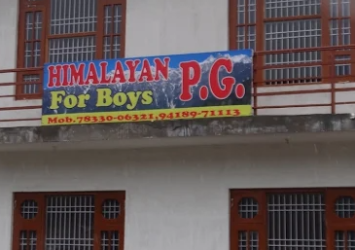 HIMALAYAN P.G.
For Boys
Mob.78330-06321,94189-71113